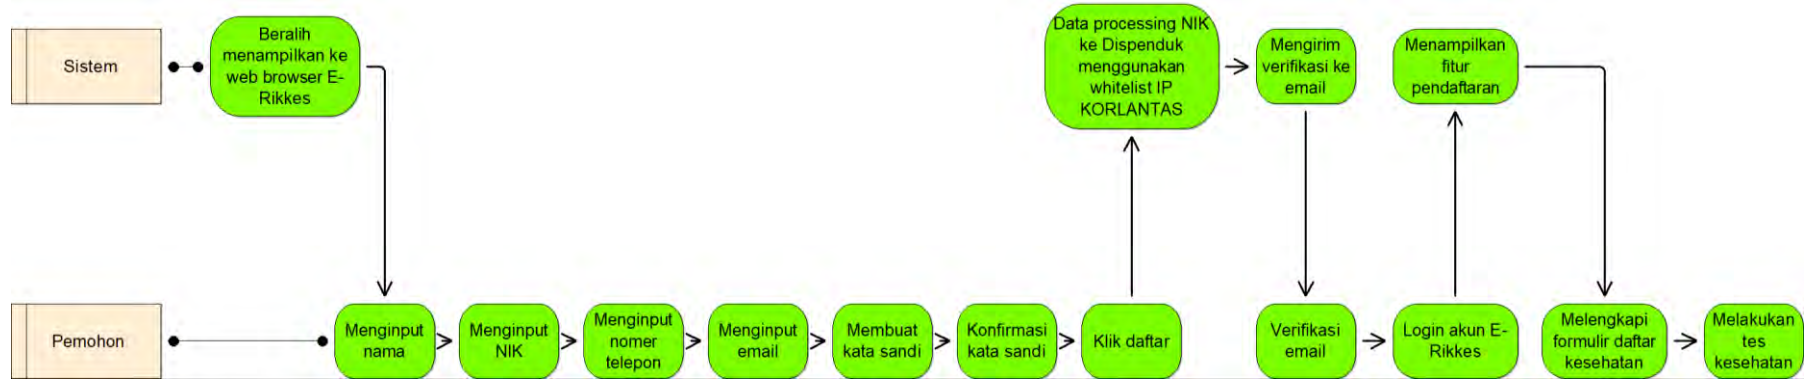 Sistem
Beralih
menampilkan ke
web browser E-
Rikkes
Data processing NIK
ke Dispenduk
menggunakan
whitelist IP
KORLANTAS
Mengirim
verifikasi ke
email
Menampilkan
fitur
pendaftaran
Pemohon
Menginput
nama
Menginput
NIK
Menginput
nomer
telepon
Menginput
email
Membuat
kata sandi
Konfirmasi
kata sandi
Klik daftar
Verifikasi
email
Login akun E-
Rikkes
Melengkapi
formulir daftar
kesehatan
Melakukan
tes
kesehatan